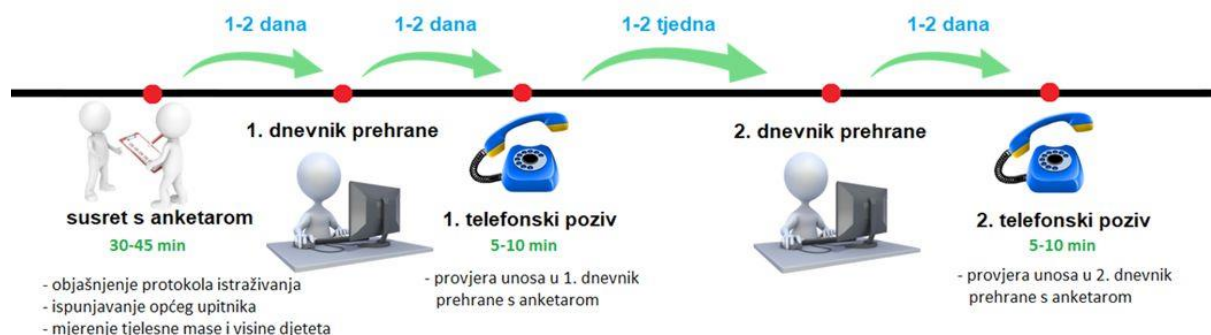 1-2 dana
1-2 dana
1-2 tjedna
1-2 dana
susret s anketarom
30-45 min
- objašnjenje protokola istraživanja
- ispunjavanje općeg upitnika
- mjerenje tjelesne mase i visine djeteta
1. dnevnik prehrane
1. telefonski poziv
5-10 min
- provjera unosa u 1. dnevnik
prehrane s anketarom
2. dnevnik prehrane
2. telefonski poziv
5-10 min
- provjera unosa u 2. dnevnik
prehrane s anketarom